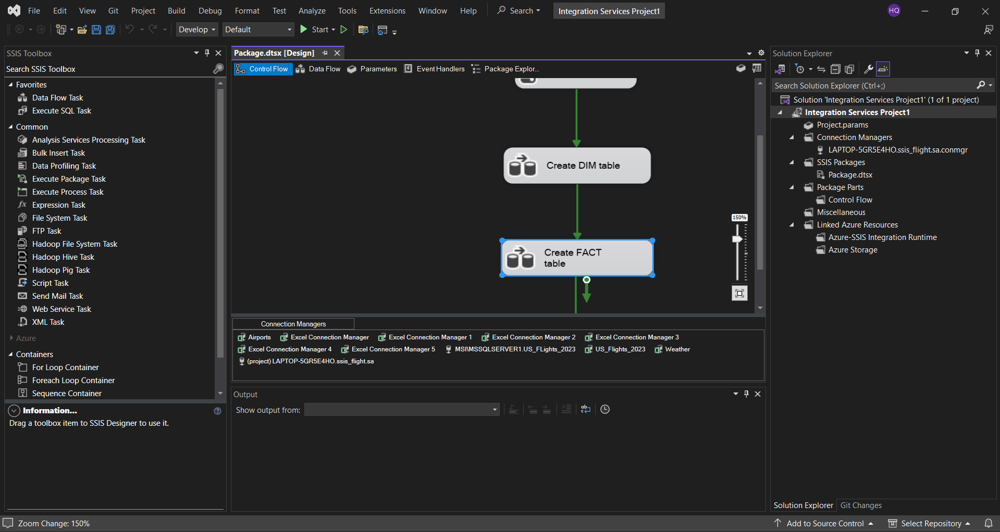 File Edit View Git Project Build Debug Format Test Analyze Tools Extensions Window Help Search Integration Services Project1 HQ
Develop Default Start
SSIS Toolbox
Search SSIS Toolbox
Favorites
Data Flow Task
Execute SQL Task
Common
Analysis Services Processing Task
Bulk Insert Task
Data Profiling Task
Execute Package Task
Execute Process Task
Expression Task
File System Task
FTP Task
Hadoop File System Task
Hadoop Hive Task
Hadoop Pig Task
Script Task
Send Mail Task
Web Service Task
XML Task
Azure
Containers
For Loop Container
Foreach Loop Container
Sequence Container
Information...
Drag a toolbox item to SSIS Designer to use it.
Package.dtsx [Design]
Control Flow Data Flow Parameters Event Handlers Package Explor...
Create DIM table
Create FACT
table
150%
Connection Managers
Airports Excel Connection Manager Excel Connection Manager 1 Excel Connection Manager 2 Excel Connection Manager 3
Excel Connection Manager 4 Excel Connection Manager 5 MSI\MSSQLSERVER1.US_FLights_2023 US_Flights_2023 Weather
(project) LAPTOP-5GR5E4HO.ssis_flight.sa
Output
Show output from:
Solution Explorer
Search Solution Explorer (Ctrl+;)
Solution 'Integration Services Project1' (1 of 1 project)
Integration Services Project1
Project.params
Connection Managers
LAPTOP-5GR5E4HO.ssis_flight.sa.conmgr
SSIS Packages
Package.dtsx
Package Parts
Control Flow
Miscellaneous
Linked Azure Resources
Azure-SSIS Integration Runtime
Azure Storage
Solution Explorer Git Changes
Zoom Change: 150% Add to Source Control Select Repository